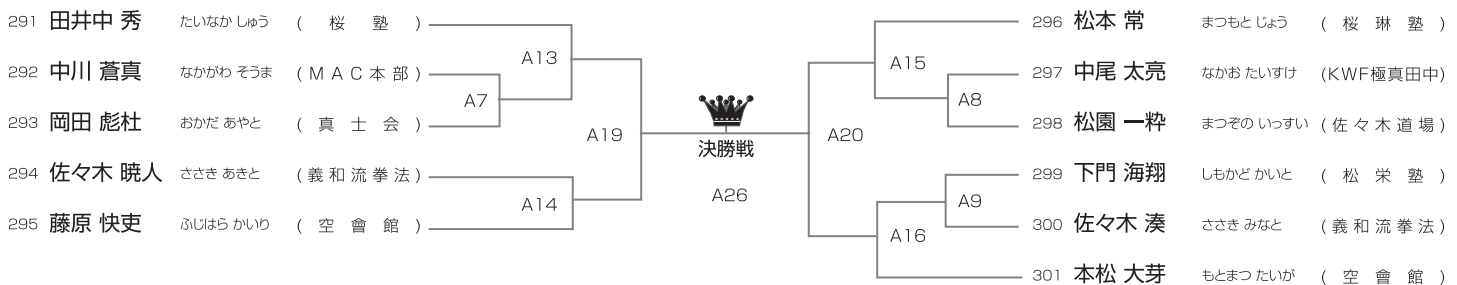 291 田井中 秀 たいなか しゅう (桜塾)
292 中川 蒼真 なかがわ そうま (MAC本部)
293 岡田 彪杜 おかだ あやと (真士会)
294 佐々木 暁人 ささき あきと (義和流拳法)
295 藤原 快吏 ふじはら かいり (空會館)
A13
A7
A19
A14
決勝戦
A26
A15
A8
A20
A9
A16
296 松本 常 まつもと じょう (桜琳塾)
297 中尾 太亮 なかお たいすけ (KWF極真田中)
298 松園 一粋 まつぞの いっすい (佐々木道場)
299 下門 海翔 しもかど かいと (松栄塾)
300 佐々木 湊 ささき みなと (義和流拳法)
301 本松 大芽 もとまつ たいが (空會館)